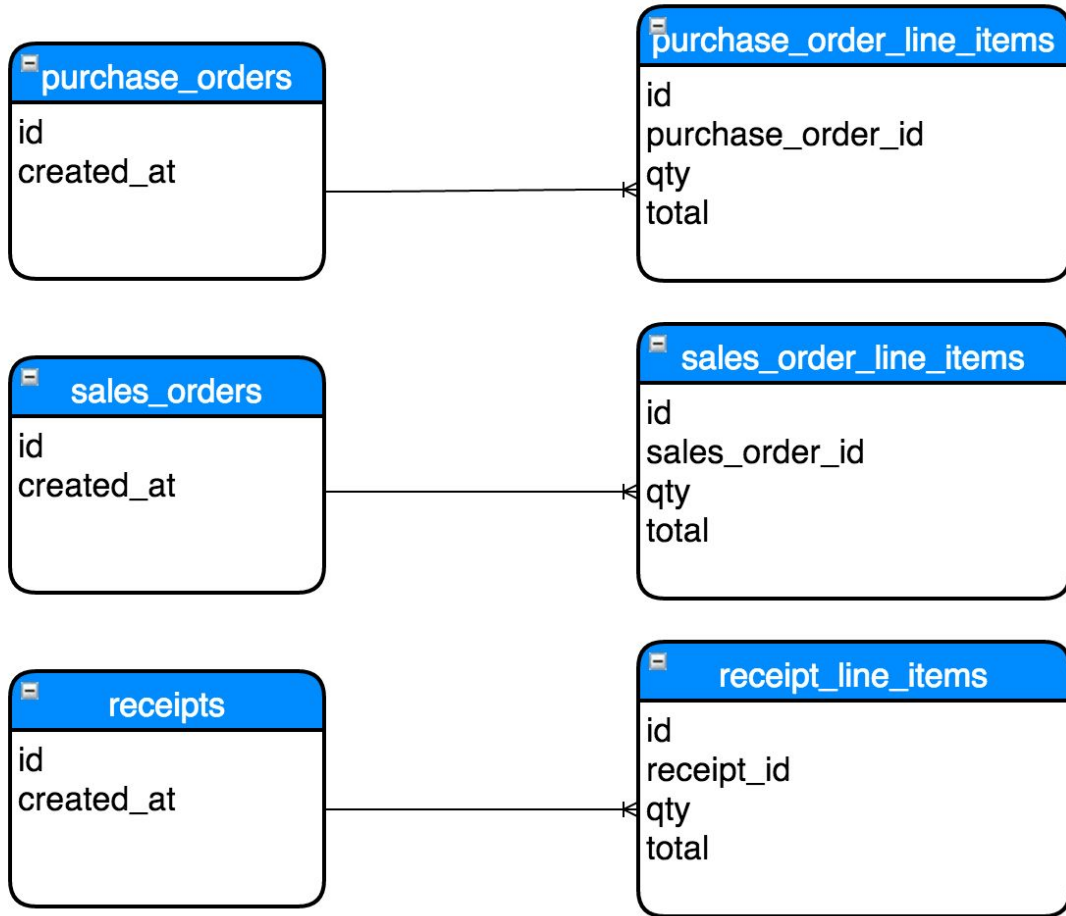 purchase_orders
id
created_at
purchase_order_line_items
id
purchase_order_id
qty
total
sales_orders
id
created_at
sales_order_line_items
id
sales_order_id
qty
total
receipts
id
created_at
receipt_line_items
id
receipt_id
qty
total